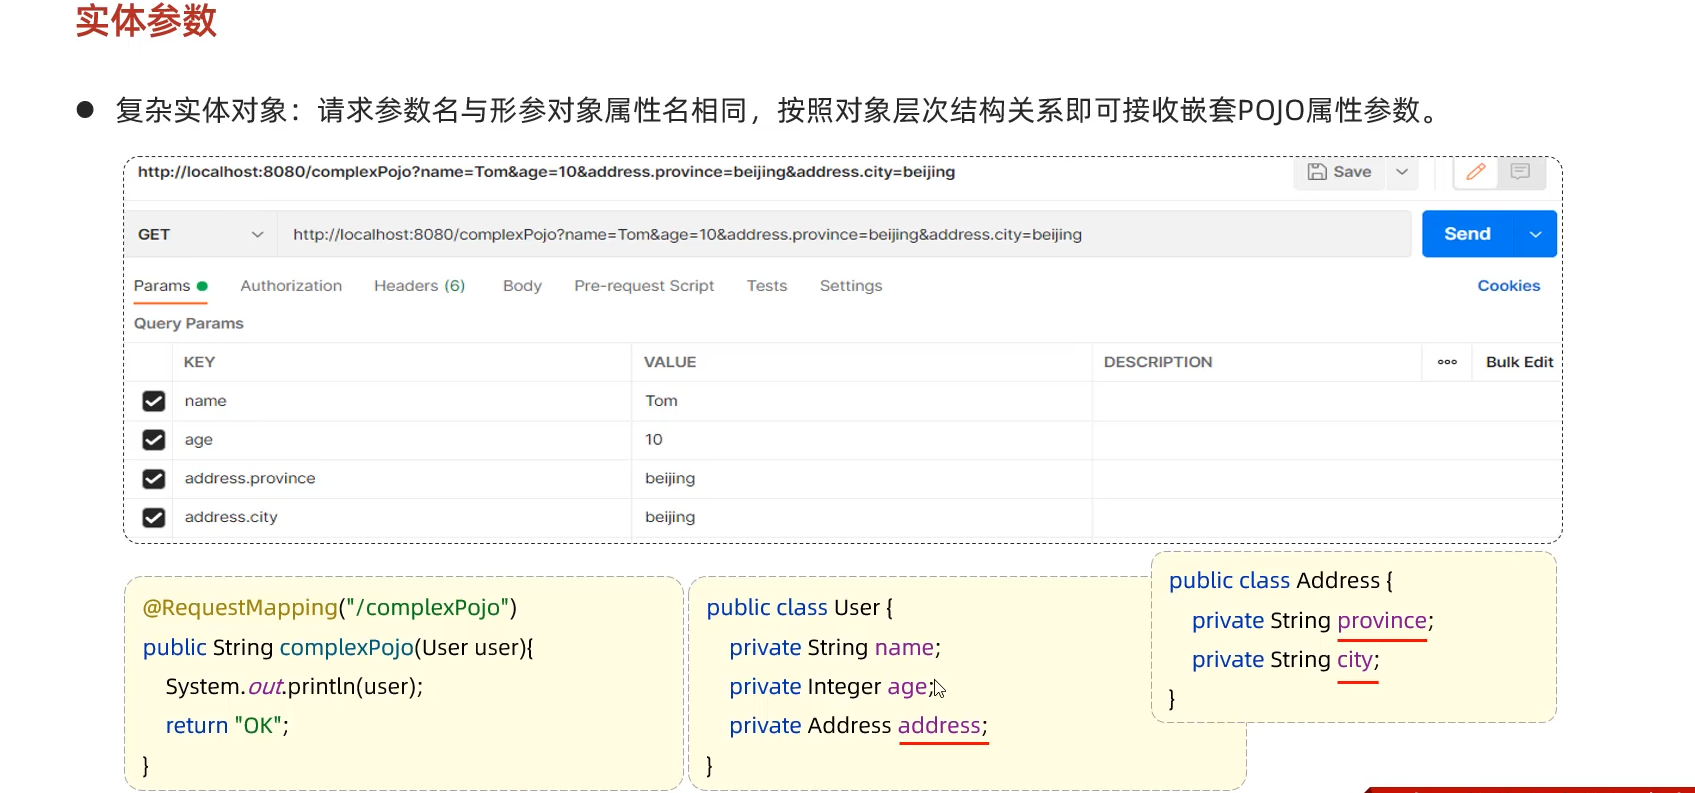 实体参数
● 复杂实体对象：请求参数名与形参对象属性名相同，按照对象层次结构关系即可接收嵌套POJO属性参数。
http://localhost:8080/complexPojo?name=Tom&age=10&address.province=beijing&address.city=beijing Save
GET http://localhost:8080/complexPojo?name=Tom&age=10&address.province=beijing&address.city=beijing Send
Params Authorization Headers (6) Body Pre-request Script Tests Settings Cookies
Query Params
KEY VALUE DESCRIPTION ooo Bulk Edit
name Tom
age 10
address.province beijing
address.city beijing
@RequestMapping("/complexPojo")
public String complexPojo(User user){
System.out.println(user);
return "OK";
}
public class User {
private String name;
private Integer age;
private Address address;
}
public class Address {
private String province;
private String city;
}